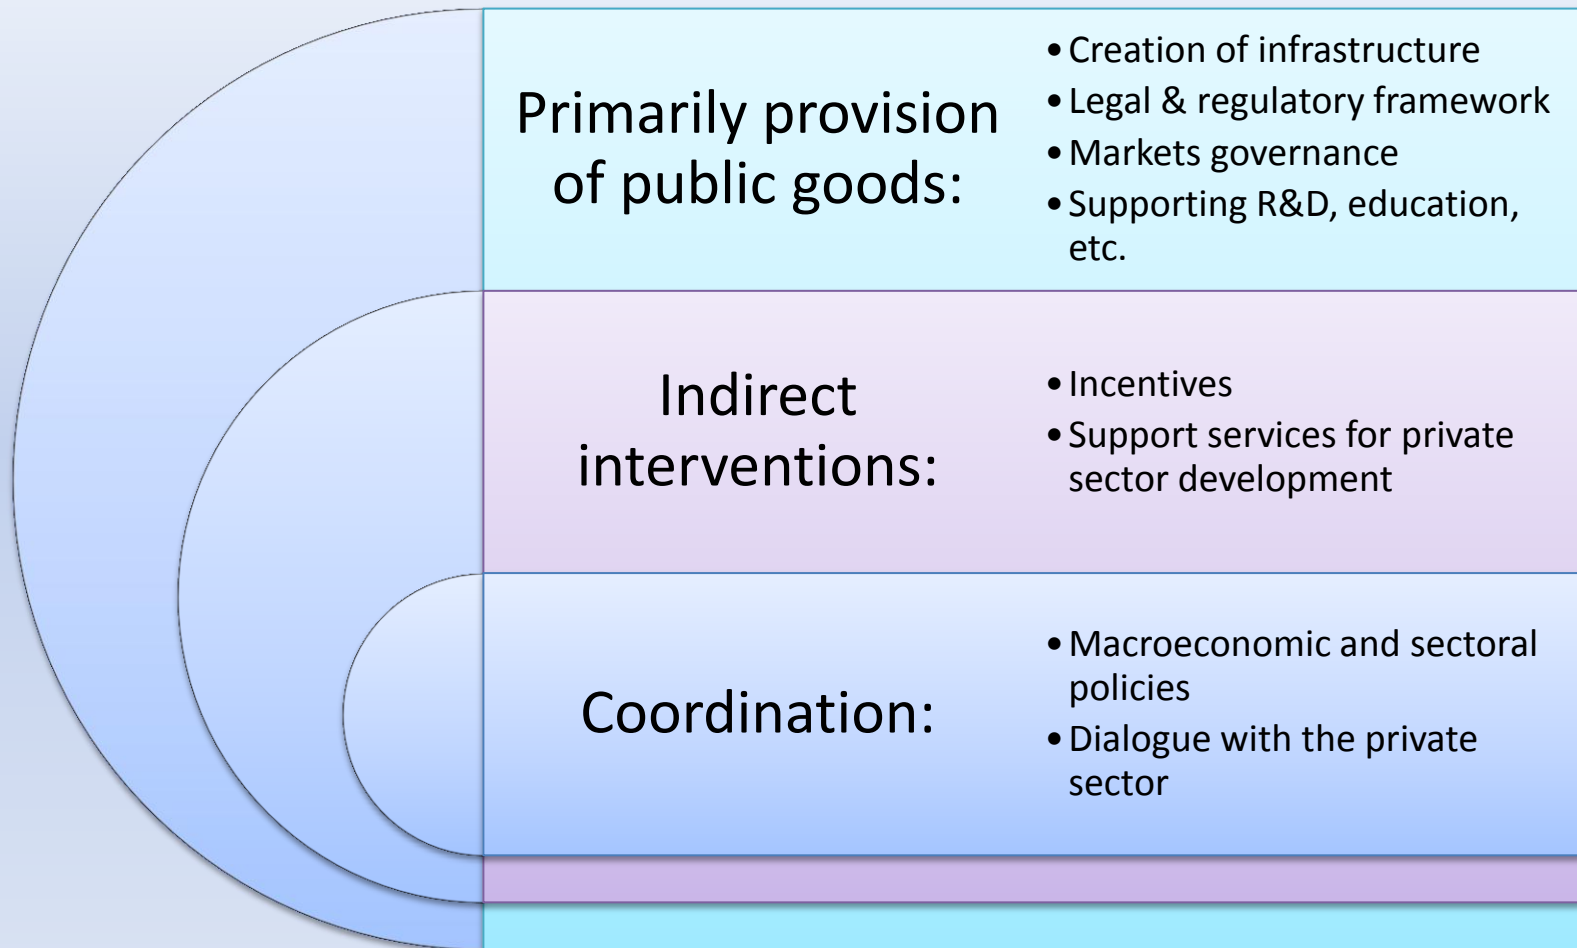 Primarily provision
of public goods:
• Creation of infrastructure
• Legal & regulatory framework
• Markets governance
• Supporting R&D, education,
etc.
Indirect
interventions:
• Incentives
• Support services for private
sector development
Coordination:
• Macroeconomic and sectoral
policies
• Dialogue with the private
sector